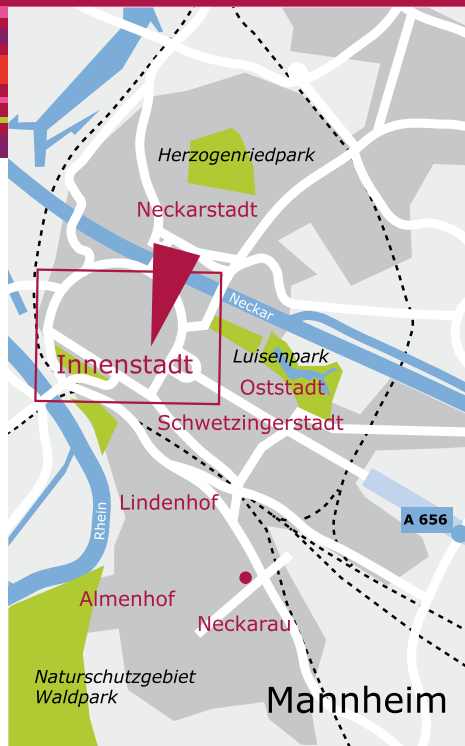 Herzogenriedpark
Neckarstadt
Neckar
Luisenpark
Innenstadt
Oststadt
Schwetzingerstadt
Lindenhof
Rhein
A 656
Almenhof
Neckarau
Naturschutzgebiet
Waldpark
Mannheim